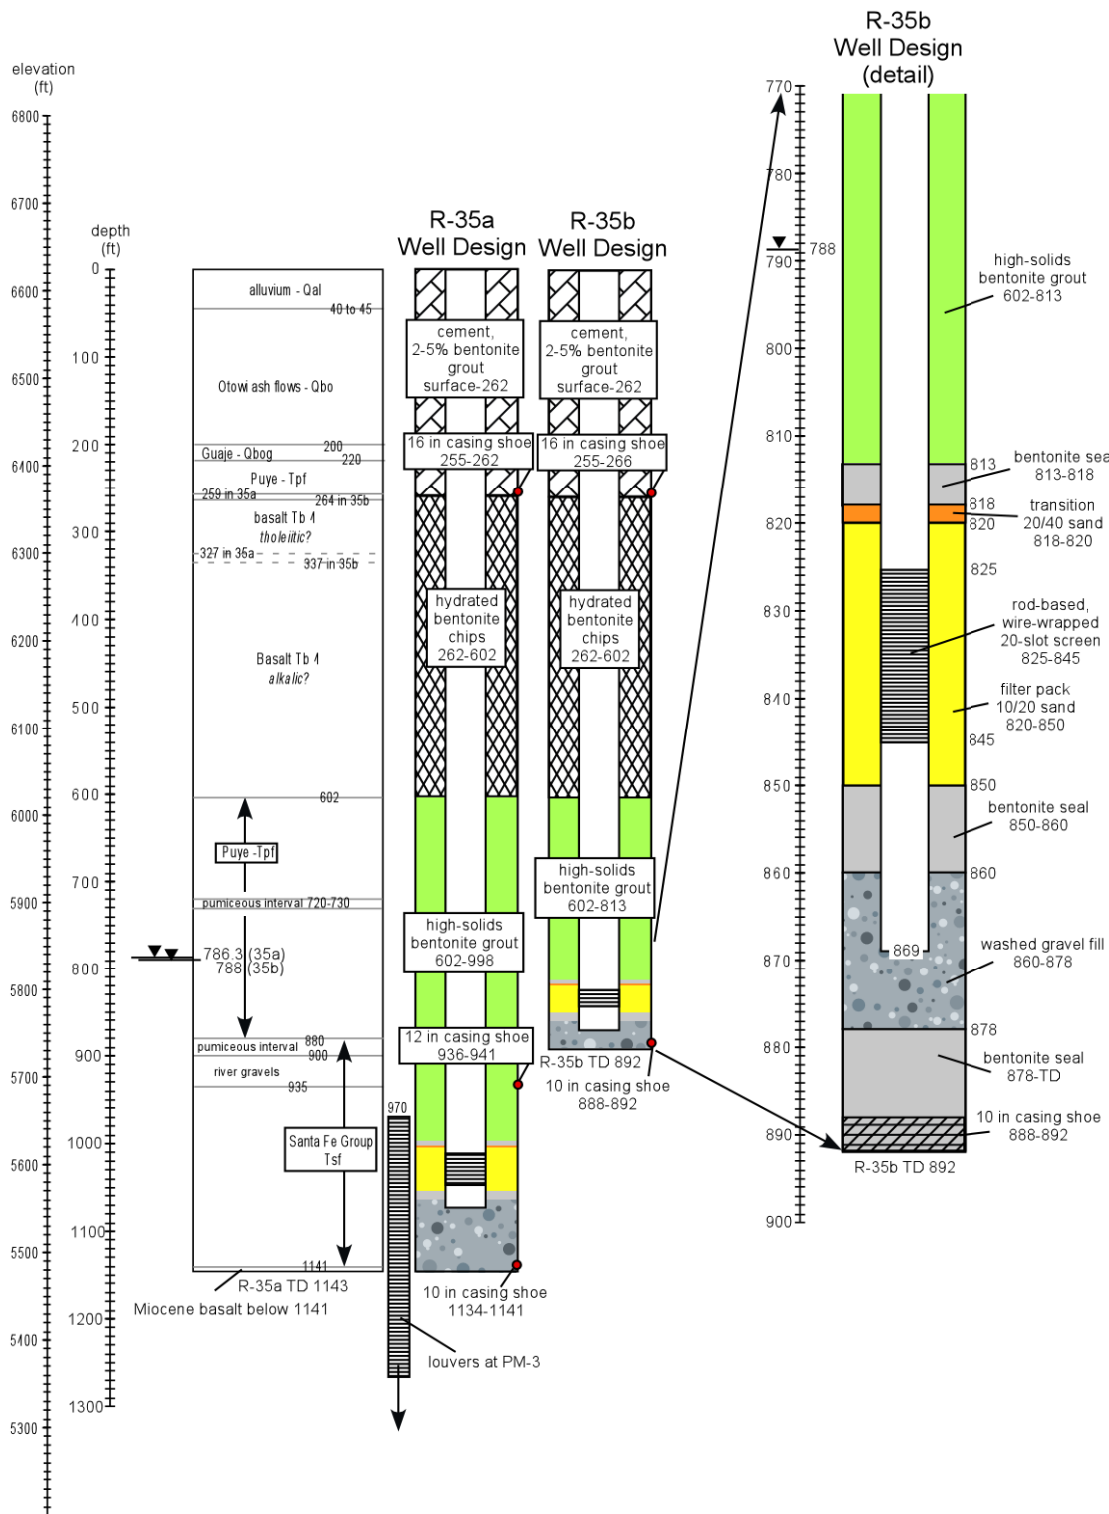 R-35b
Well Design
(detail)
elevation
(ft)
6800
6700
6600
6500
6400
6300
6200
6100
6000
5900
5800
5700
5600
5500
5400
5300
depth
(ft)
0
100
200
300
400
500
600
700
800
900
1000
1100
1200
1300
alluvium - Qal
40 to 45
Otowi ash flows - Qbo
200
Guaje - Qbog
220
Puye - Tpf
259 in 35a
264 in 35b
basalt Tb 4
tholeiitic?
327 in 35a
337 in 35b
Basalt Tb 4
alkalic?
602
Puye -Tpf
pumiceous interval 720-730
786.3 (35a)
788 (35b)
880
pumiceous interval
900
river gravels
935
Santa Fe Group
Tsf
1141
R-35a TD 1143
Miocene basalt below 1141
R-35a
Well Design
cement,
2-5% bentonite
grout
surface-262
16 in casing shoe
255-262
hydrated
bentonite
chips
262-602
high-solids
bentonite grout
602-998
12 in casing shoe
936-941
970
10 in casing shoe
1134-1141
louvers at PM-3
R-35b
Well Design
cement,
2-5% bentonite
grout
surface-262
16 in casing shoe
255-266
hydrated
bentonite
chips
262-602
high-solids
bentonite grout
602-813
R-35b TD 892
10 in casing shoe
888-892
770
780
788
790
800
810
820
830
840
850
860
870
880
890
900
high-solids
bentonite grout
602-813
813
bentonite seal
813-818
818
transition
20/40 sand
818-820
820
825
rod-based,
wire-wrapped
20-slot screen
825-845
filter pack
10/20 sand
820-850
845
850
bentonite seal
850-860
860
869
washed gravel fill
860-878
878
bentonite seal
878-TD
10 in casing shoe
888-892
R-35b TD 892